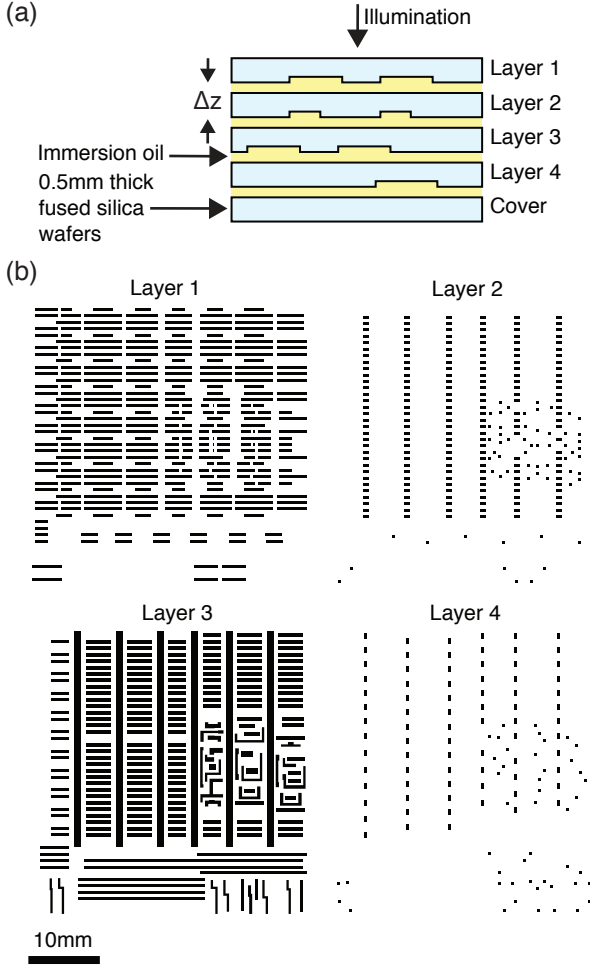 (a)
Illumination
Layer 1
Δz
Layer 2
Layer 3
Immersion oil
Layer 4
0.5mm thick
fused silica
wafers
Cover
(b)
Layer 1
Layer 2
Layer 3
Layer 4
10mm